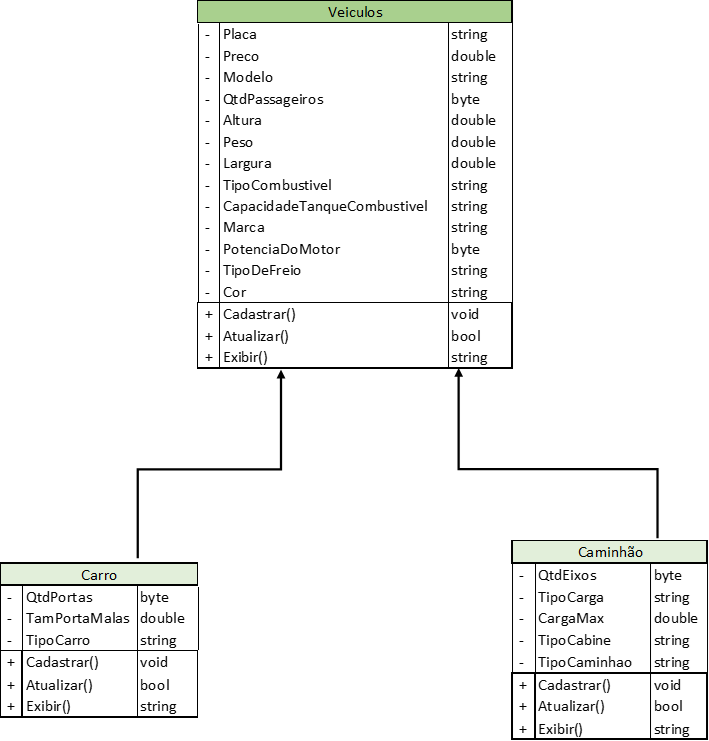 Veiculos
- Placa string
- Preco double
- Modelo string
- QtdPassageiros byte
- Altura double
- Peso double
- Largura double
- TipoCombustivel string
- CapacidadeTanqueCombustivel string
- Marca string
- PotenciaDoMotor byte
- TipoDeFreio string
- Cor string
+ Cadastrar() void
+ Atualizar() bool
+ Exibir() string
Carro
- QtdPortas byte
- TamPortaMalas double
- TipoCarro string
+ Cadastrar() void
+ Atualizar() bool
+ Exibir() string
Caminhão
- QtdEixos byte
- TipoCarga string
- CargaMax double
- TipoCabine string
- TipoCaminhao string
+ Cadastrar() void
+ Atualizar() bool
+ Exibir() string